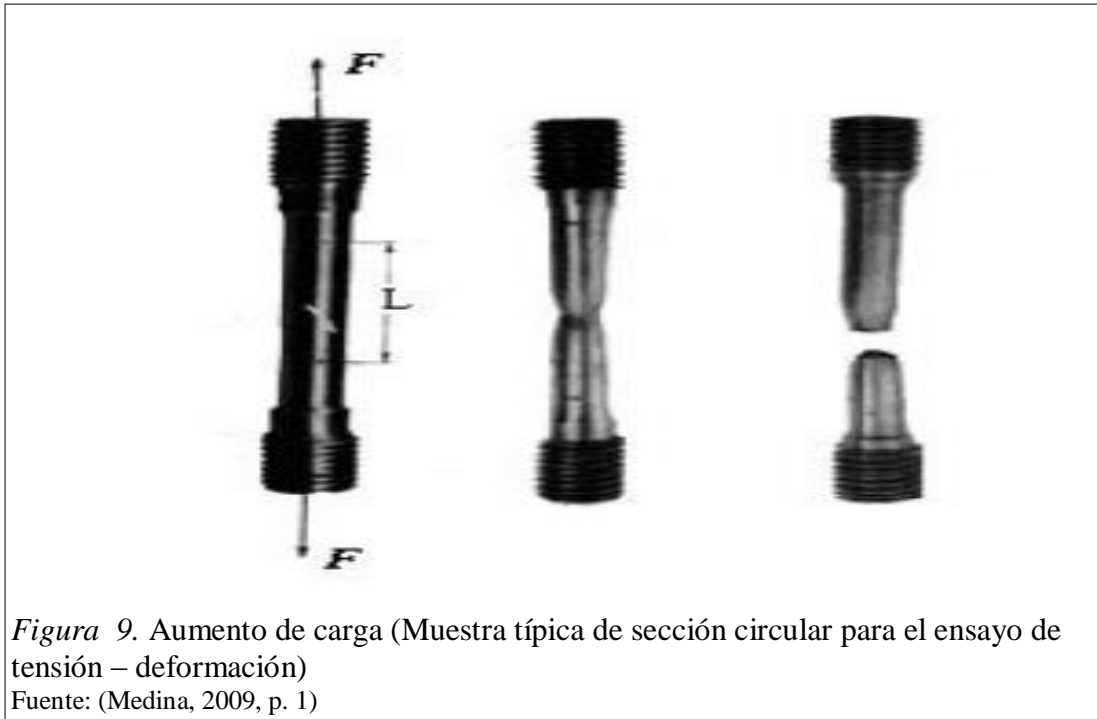 F
L
F
Figura 9. Aumento de carga (Muestra típica de sección circular para el ensayo de
tensión – deformación)
Fuente: (Medina, 2009, p. 1)